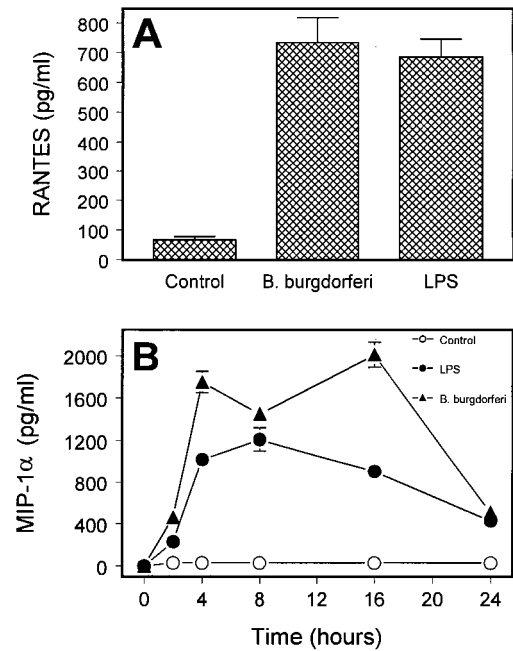 A
RANTES (pg/ml)
800
700
600
500
400
300
200
100
0
Control B. burgdorferi LPS
B
MIP-1α (pg/ml)
2000
1600
1200
800
400
0
Control
LPS
B. burgdorferi
0 4 8 12 16 20 24
Time (hours)